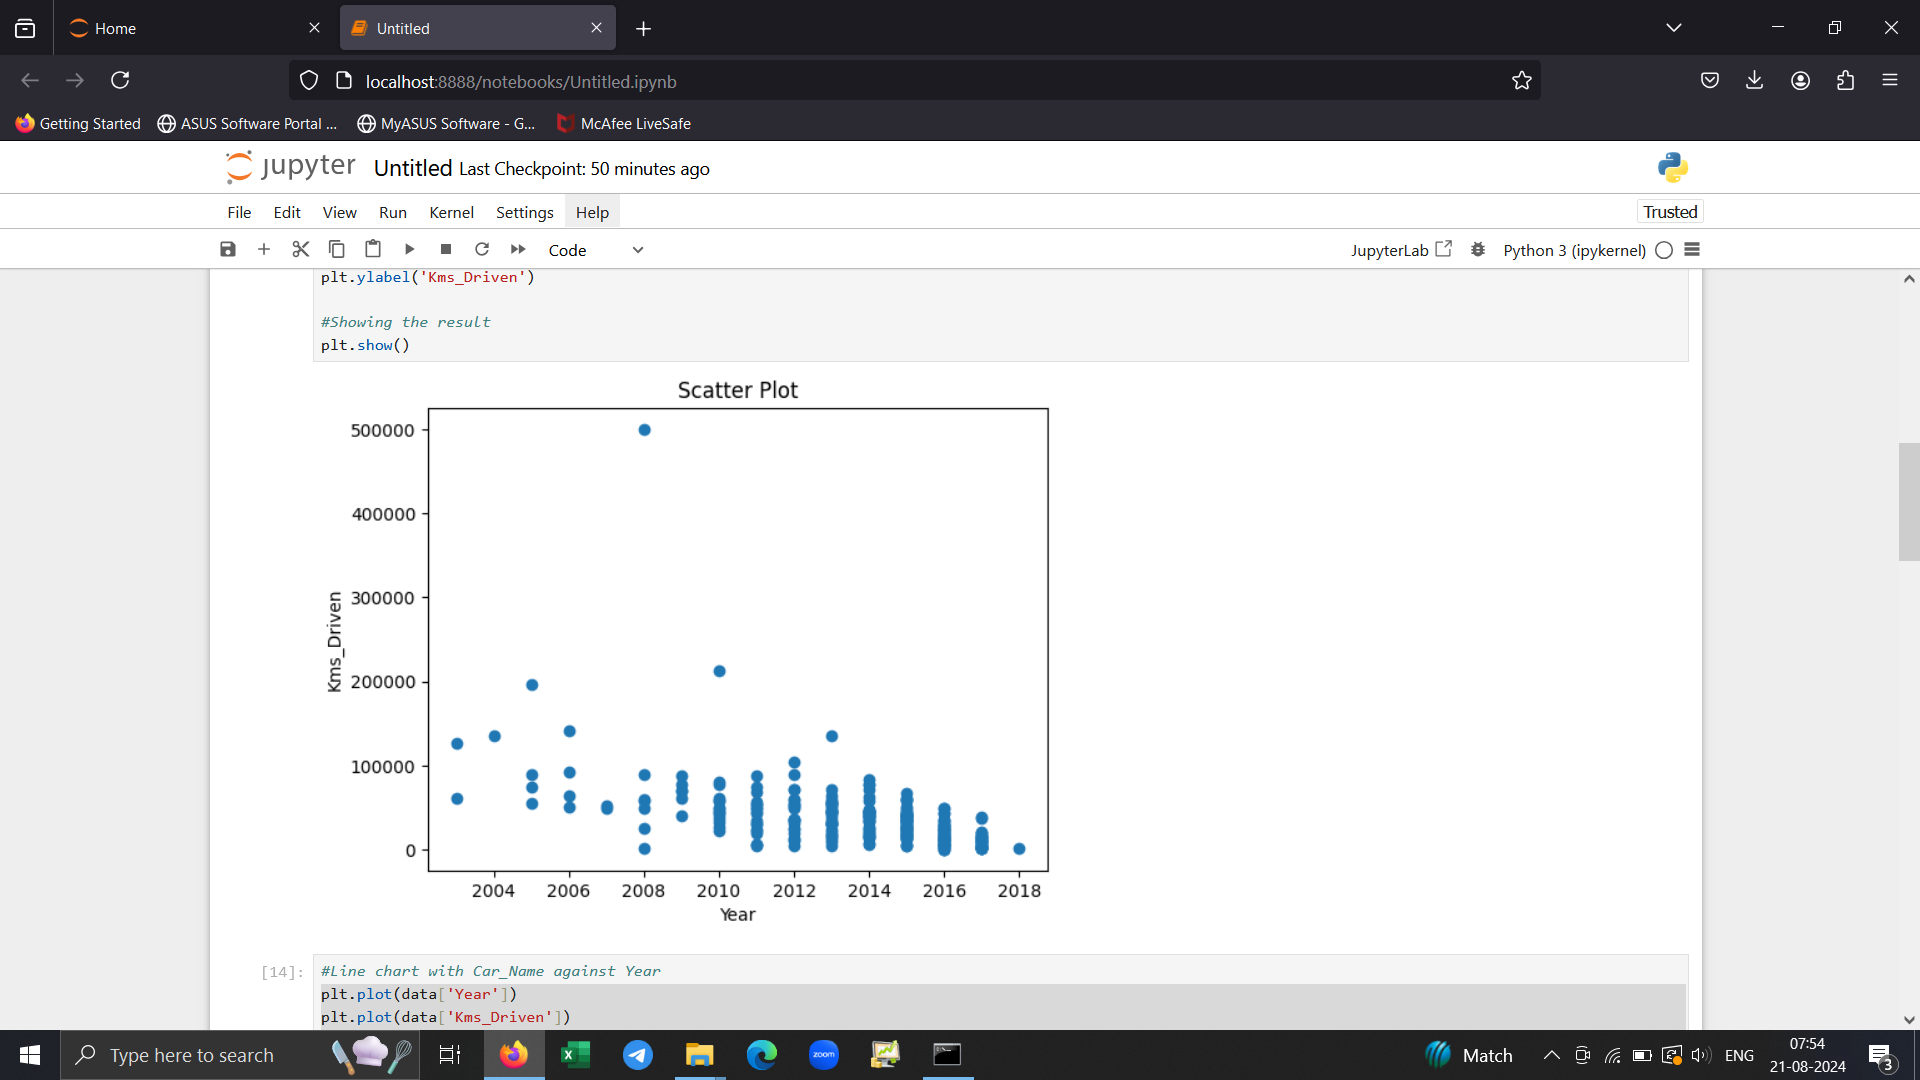 Home
Untitled
localhost:8888/notebooks/Untitled.ipynb
Getting Started
ASUS Software Portal ...
MyASUS Software - G...
McAfee LiveSafe
jupyter Untitled Last Checkpoint: 50 minutes ago
File Edit View Run Kernel Settings Help Trusted
Code JupyterLab Python 3 (ipykernel)
plt.ylabel('Kms_Driven')
#Showing the result
plt.show()
Scatter Plot
500000
400000
300000
200000
100000
0
Kms_Driven
2004 2006 2008 2010 2012 2014 2016 2018
Year
[14]:
#Line chart with Car_Name against Year
plt.plot(data['Year'])
plt.plot(data['Kms_Driven'])
Type here to search
zoom
Match
ENG
07:54
21-08-2024
3